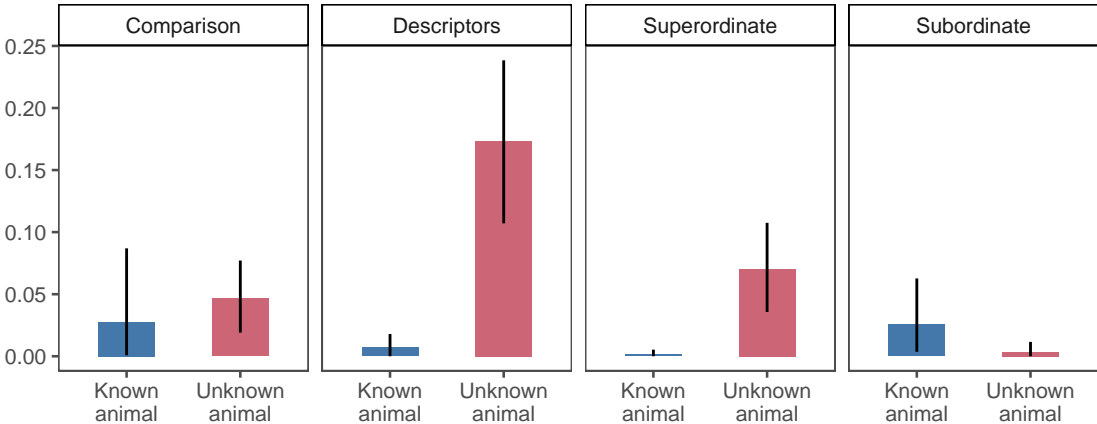 Comparison Descriptors Superordinate Subordinate
0.25
0.20
0.15
0.10
0.05
0.00
Known Unknown Known Unknown Known Unknown Known Unknown
animal animal animal animal animal animal animal animal